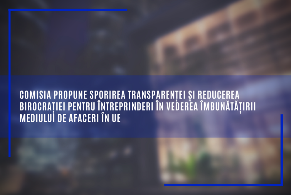 COMISIA PROPUNE SPORIREA TRANSPARENȚEI ȘI REDUCEREA
BIROCRAȚIEI PENTRU ÎNTREPRINDERI ÎN VEDEREA ÎMBUNĂTĂȚIRII
MEDIULUI DE AFACERI ÎN UE